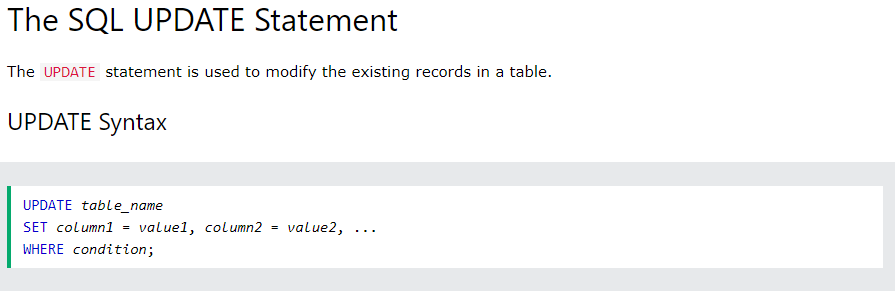 The SQL UPDATE Statement
The UPDATE statement is used to modify the existing records in a table.
UPDATE Syntax
UPDATE table_name
SET column1 = value1, column2 = value2, ...
WHERE condition;